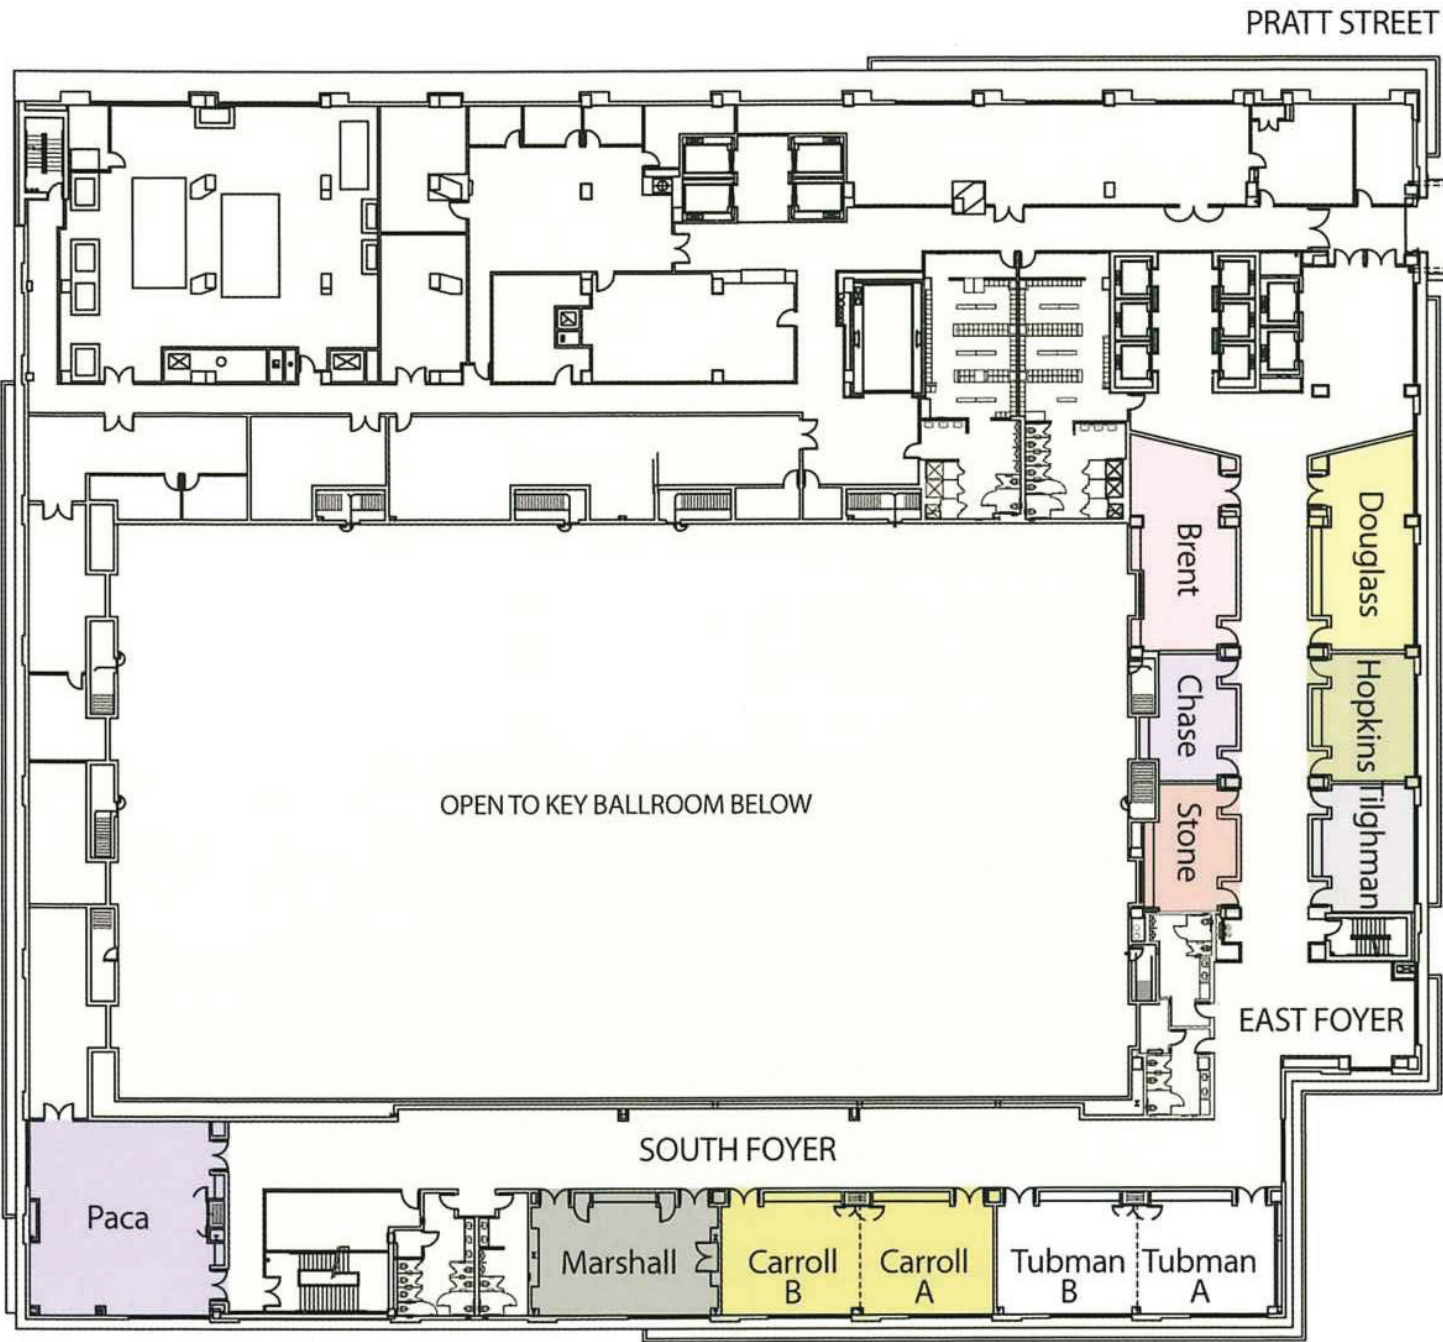 PRATT STREET
Brent
Douglass
Chase
Hopkins
Stone
Tilghman
OPEN TO KEY BALLROOM BELOW
EAST FOYER
SOUTH FOYER
Paca
Marshall
Carroll
B
Carroll
A
Tubman
B
Tubman
A